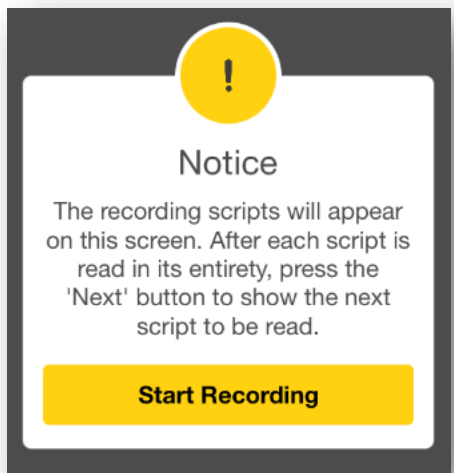 !
Notice
The recording scripts will appear
on this screen. After each script is
read in its entirety, press the
'Next' button to show the next
script to be read.
Start Recording